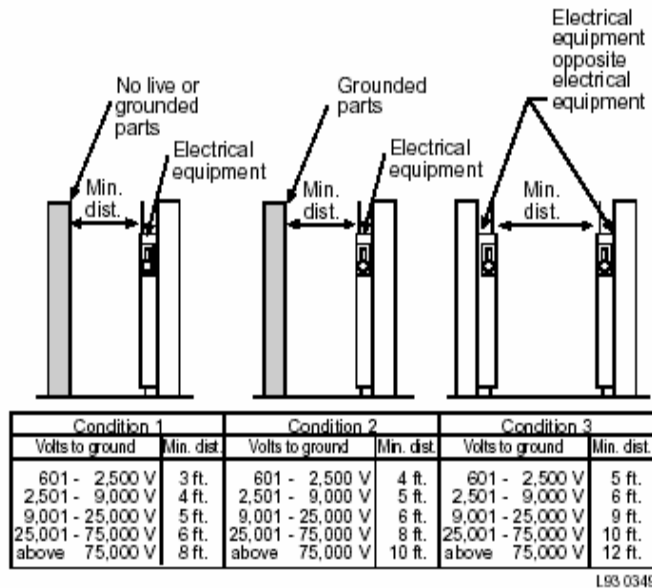 No live or
grounded
parts
Electrical
equipment
Min.
dist.
Grounded
parts
Electrical
equipment
Min.
dist.
Electrical
equipment
opposite
electrical
equipment
Min.
dist.
Condition 1 Condition 2 Condition 3
Volts to ground Min. dist. Volts to ground Min. dist. Volts to ground Min. dist.
601 - 2,500 V 3 ft. 601 - 2,500 V 4 ft. 601 - 2,500 V 5 ft.
2,501 - 9,000 V 4 ft. 2,501 - 9,000 V 5 ft. 2,501 - 9,000 V 6 ft.
9,001 - 25,000 V 5 ft. 9,001 - 25,000 V 6 ft. 9,001 - 25,000 V 9 ft.
25,001 - 75,000 V 6 ft. 25,001 - 75,000 V 8 ft. 25,001 - 75,000 V 10 ft.
above 75,000 V 8 ft. above 75,000 V 10 ft. above 75,000 V 12 ft.